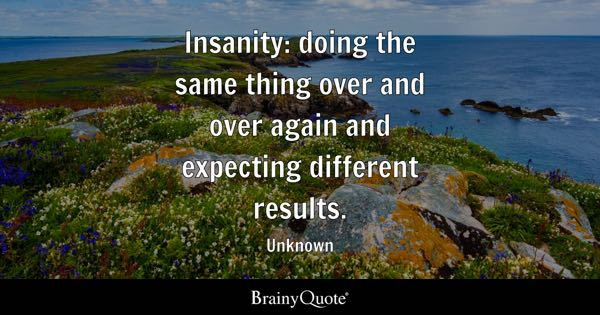 Insanity: doing the
same thing over and
over again and
expecting different
results.
Unknown
BrainyQuote®